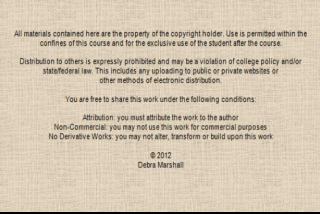 All materials contained here are the property of the copyright holder. Use is permitted within the
confines of this course and for the exclusive use of the student after the course.
Distribution to others is expressly prohibited and may be a violation of college policy and/or
state/federal law. This includes any uploading to public or private websites or
other methods of electronic distribution.
You are free to share this work under the following conditions:
Attribution: you must attribute the work to the author
Non-Commercial: you may not use this work for commercial purposes
No Derivative Works: you may not alter, transform or build upon this work
© 2012
Debra Marshall